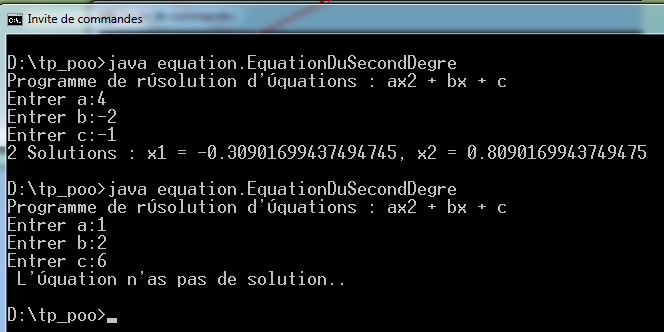 Invite de commandes
D:\tp_poo>java equation.EquationDuSecondDegre
Programme de rÚsolution d'Úquations : ax2 + bx + c
Entrer a:4
Entrer b:-2
Entrer c:-1
2 Solutions : x1 = -0.30901699437494745, x2 = 0.8090169943749475
D:\tp_poo>java equation.EquationDuSecondDegre
Programme de rÚsolution d'Úquations : ax2 + bx + c
Entrer a:1
Entrer b:2
Entrer c:6
L'Úquation n'as pas de solution..
D:\tp_poo>